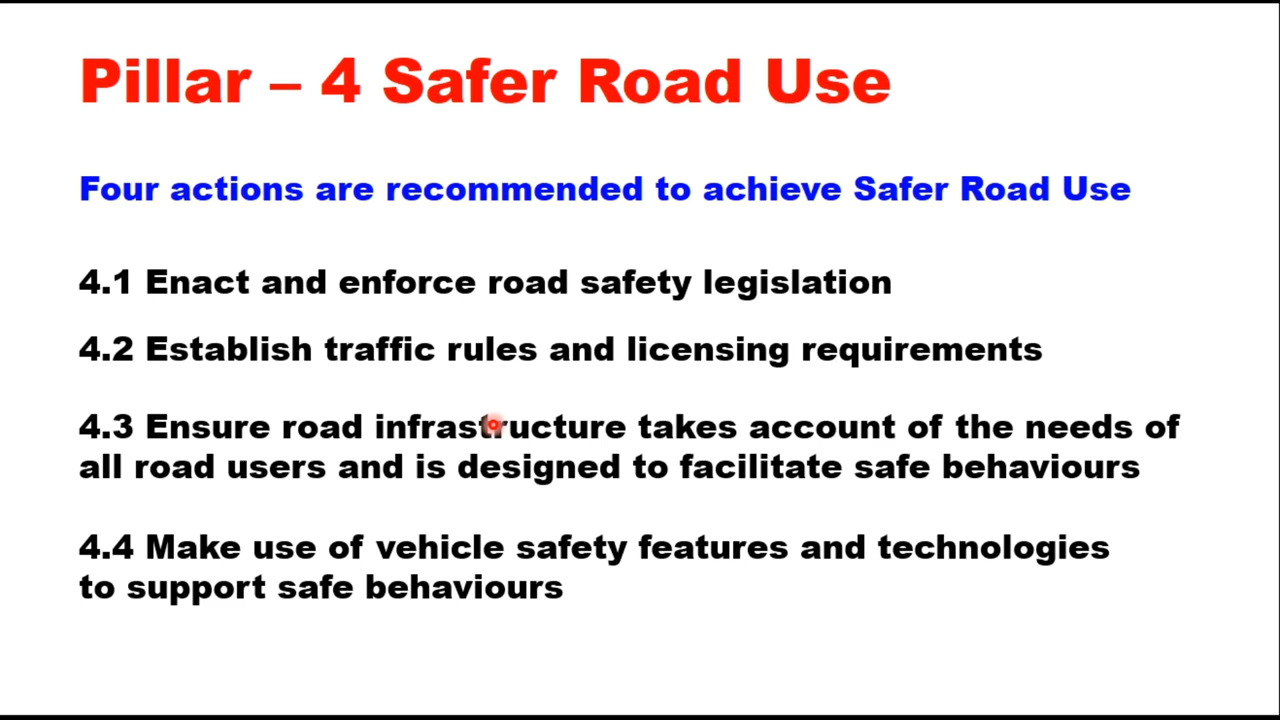 Pillar – 4 Safer Road Use
Four actions are recommended to achieve Safer Road Use
4.1 Enact and enforce road safety legislation
4.2 Establish traffic rules and licensing requirements
4.3 Ensure road infrastructure takes account of the needs of
all road users and is designed to facilitate safe behaviours
4.4 Make use of vehicle safety features and technologies
to support safe behaviours